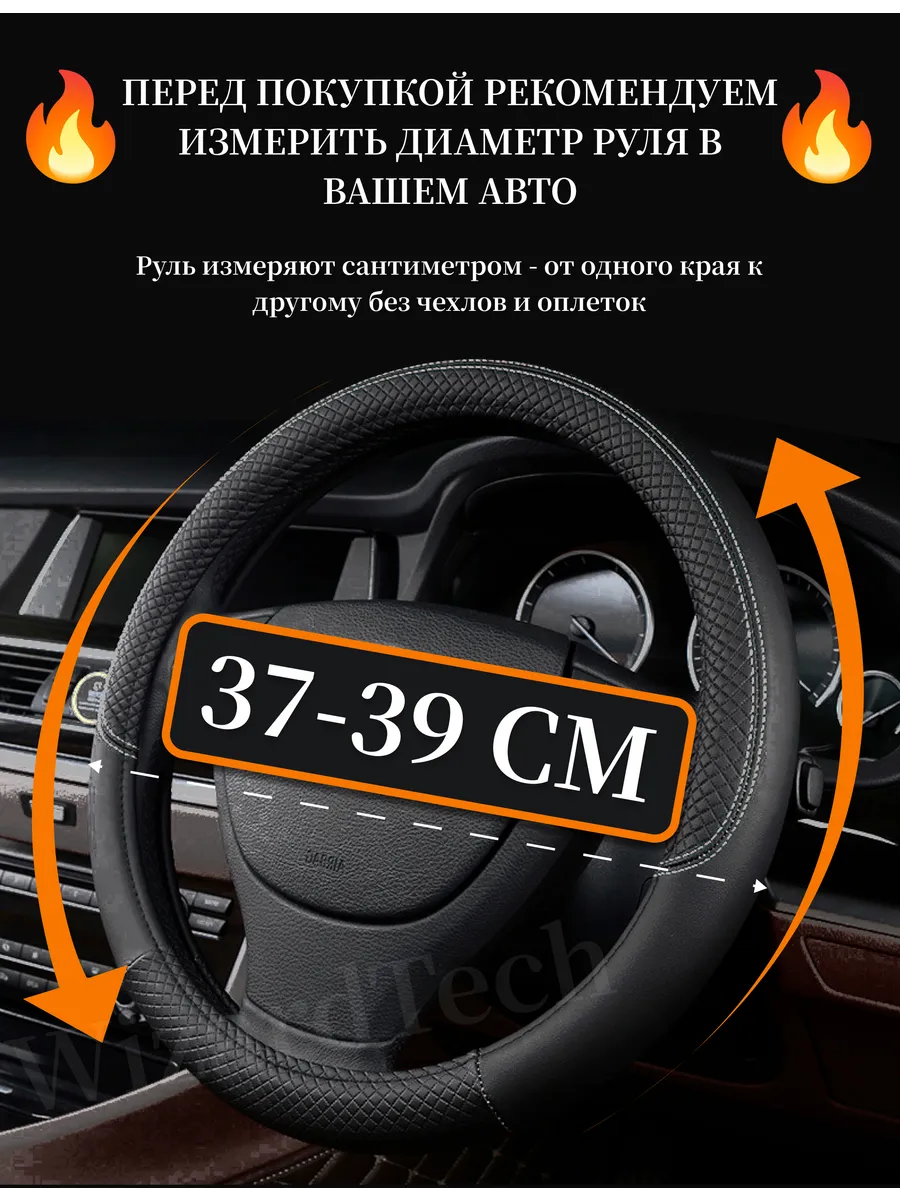 ПЕРЕД ПОКУПКОЙ РЕКОМЕНДУЕМ
ИЗМЕРИТЬ ДИАМЕТР РУЛЯ В
ВАШЕМ АВТО
Руль измеряют сантиметром - от одного края к
другому без чехлов и оплеток
37-39 СМ
WizardTech